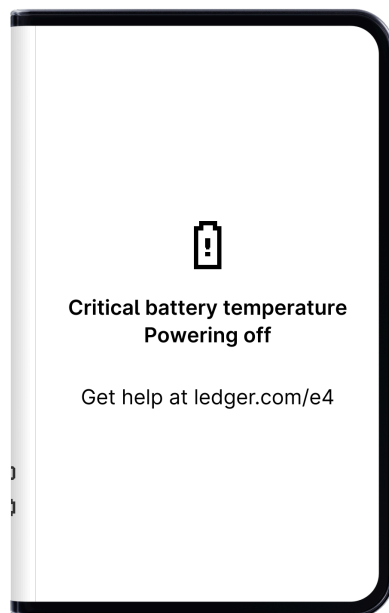 Critical battery temperature
Powering off
Get help at ledger.com/e4